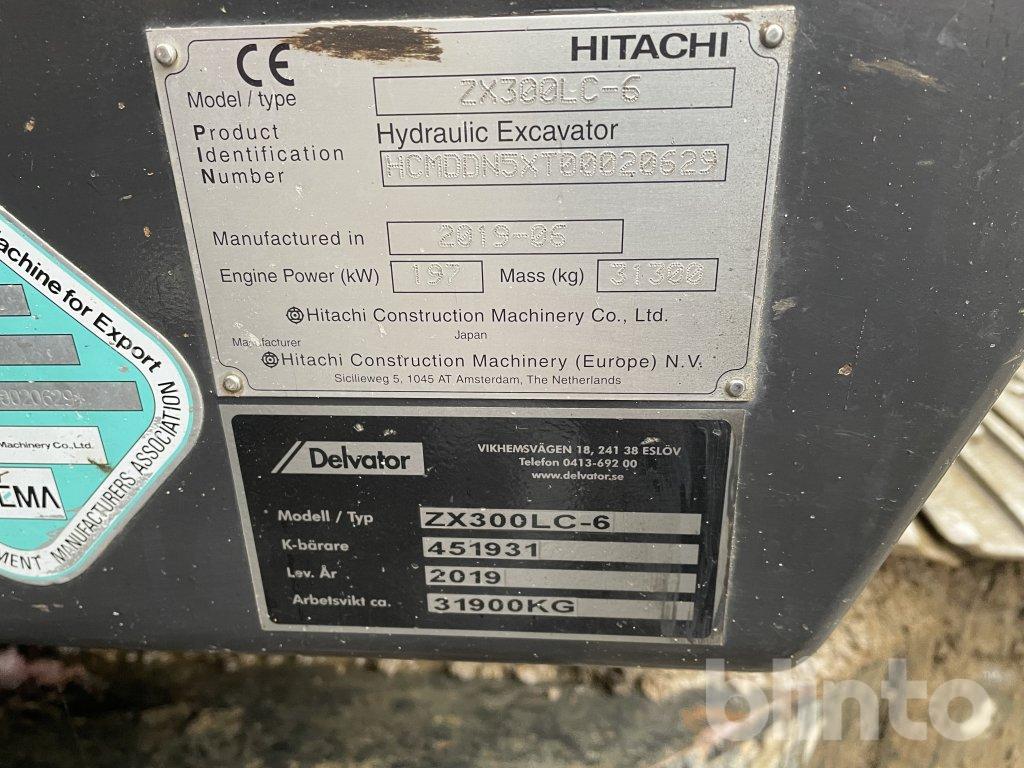 CE HITACHI
Model / type ZX300LC-6
Hydraulic Excavator
Product
Identification
Number HCMDDN5XT00020629
Manufactured in 2019-06
Engine Power (kW) 197 Mass (kg) 31300
Hitachi Construction Machinery Co., Ltd.
Japan
Manufacturer
Hitachi Construction Machinery (Europe) N.V.
Sicilieweg 5, 1045 AT Amsterdam, The Netherlands
Delvator
VIKHEMSVÄGEN 18, 241 38 ESLÖV
Telefon 0413-692 00
www.delvator.se
Modell / Typ ZX300LC-6
K-bärare 451931
Lev. År 2019
Arbetsvikt ca. 31900KG
achine for Export
020629
Machinery Co.,Ltd.
EMA
MENT MANUFACTURERS ASSOCIATION
blinto